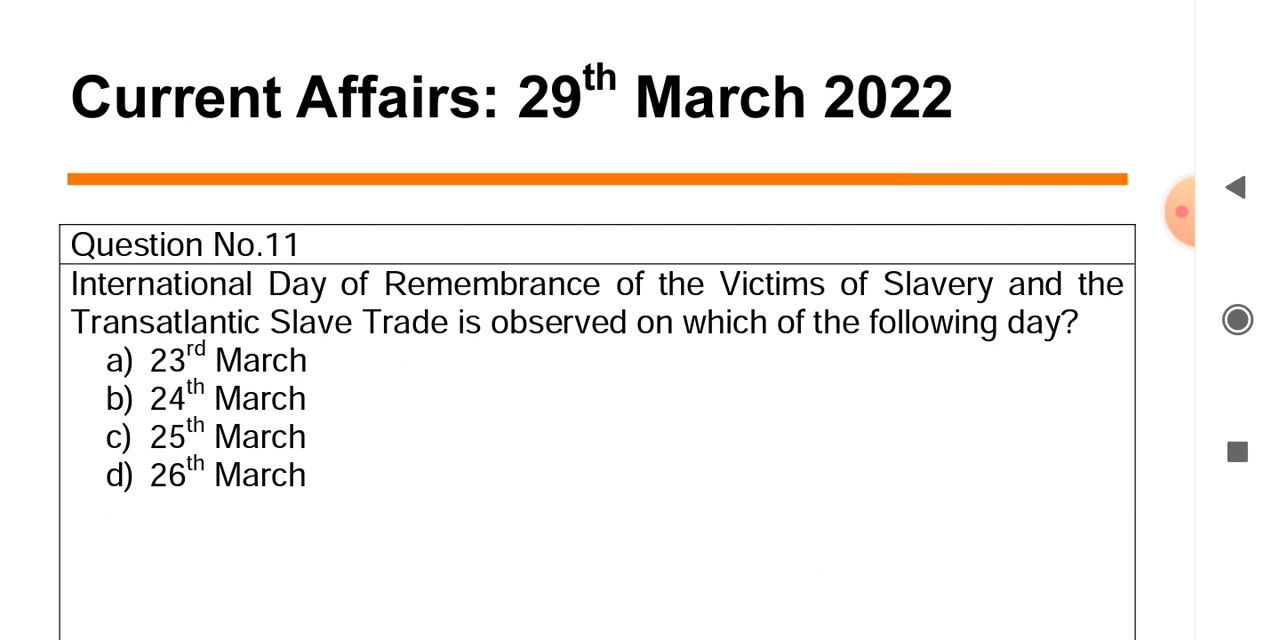 Current Affairs: 29th March 2022
Question No.11
International Day of Remembrance of the Victims of Slavery and the
Transatlantic Slave Trade is observed on which of the following day?
a) 23rd March
b) 24th March
c) 25th March
d) 26th March